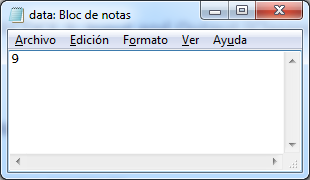 data: Bloc de notas
Archivo Edición Formato Ver Ayuda
9